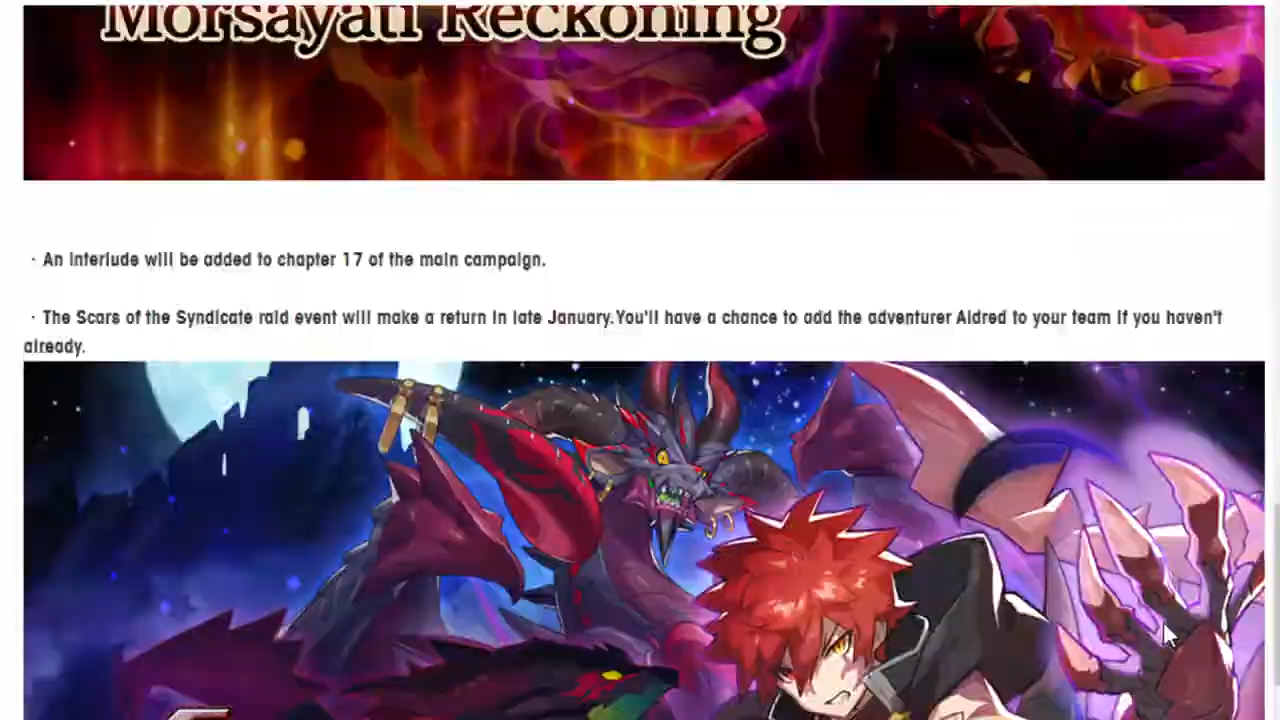 Morsayati Reckoning
· An interlude will be added to chapter 17 of the main campaign.
· The Scars of the Syndicate raid event will make a return in late January.You'll have a chance to add the adventurer Aldred to your team if you haven't
already.